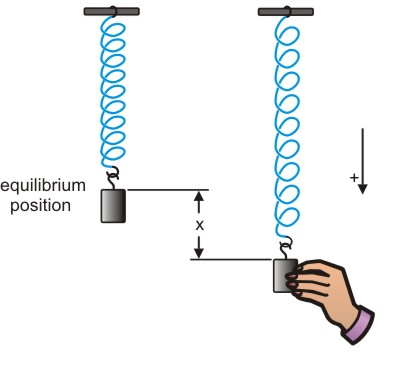 equilibrium
position
x
+